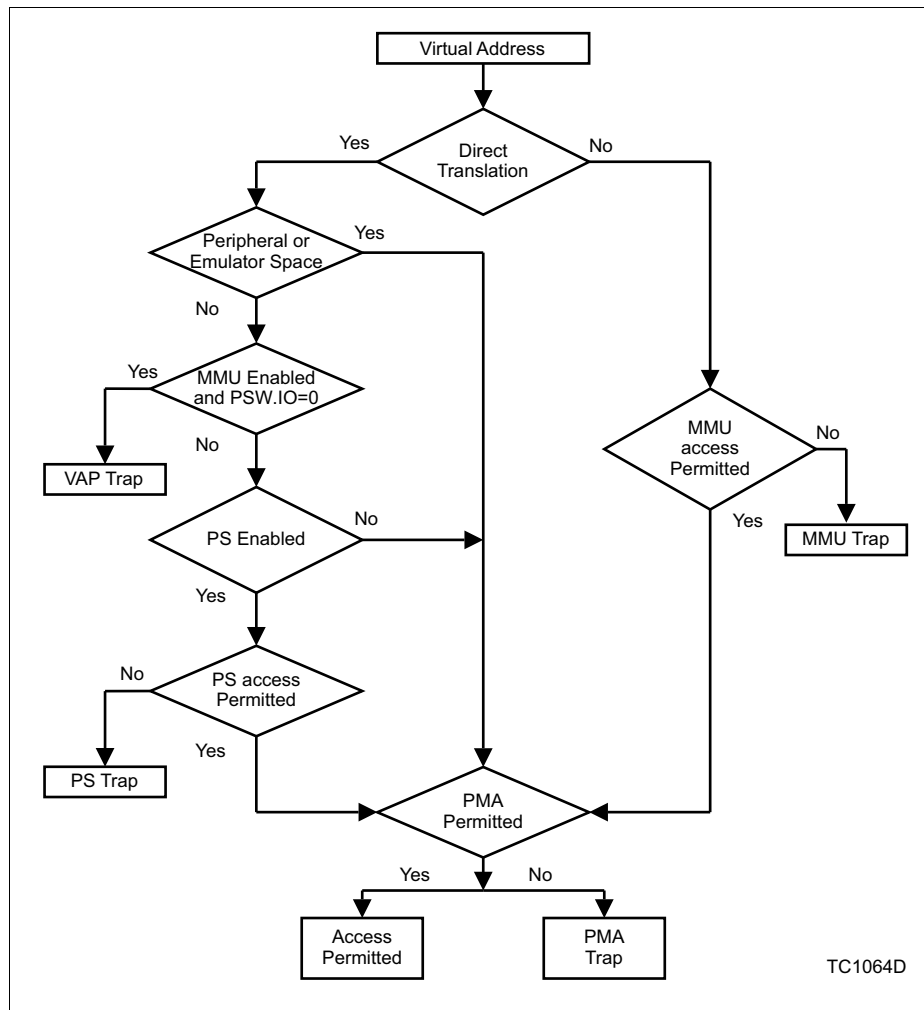 Virtual Address
Yes
No
Direct
Translation
Peripheral or
Emulator Space
Yes
No
Yes
MMU Enabled
and PSW.IO=0
No
VAP Trap
MMU
access
Permitted
No
Yes
MMU Trap
PS Enabled
No
Yes
No
PS access
Permitted
Yes
PS Trap
PMA
Permitted
Yes
No
Access
Permitted
PMA
Trap
TC1064D